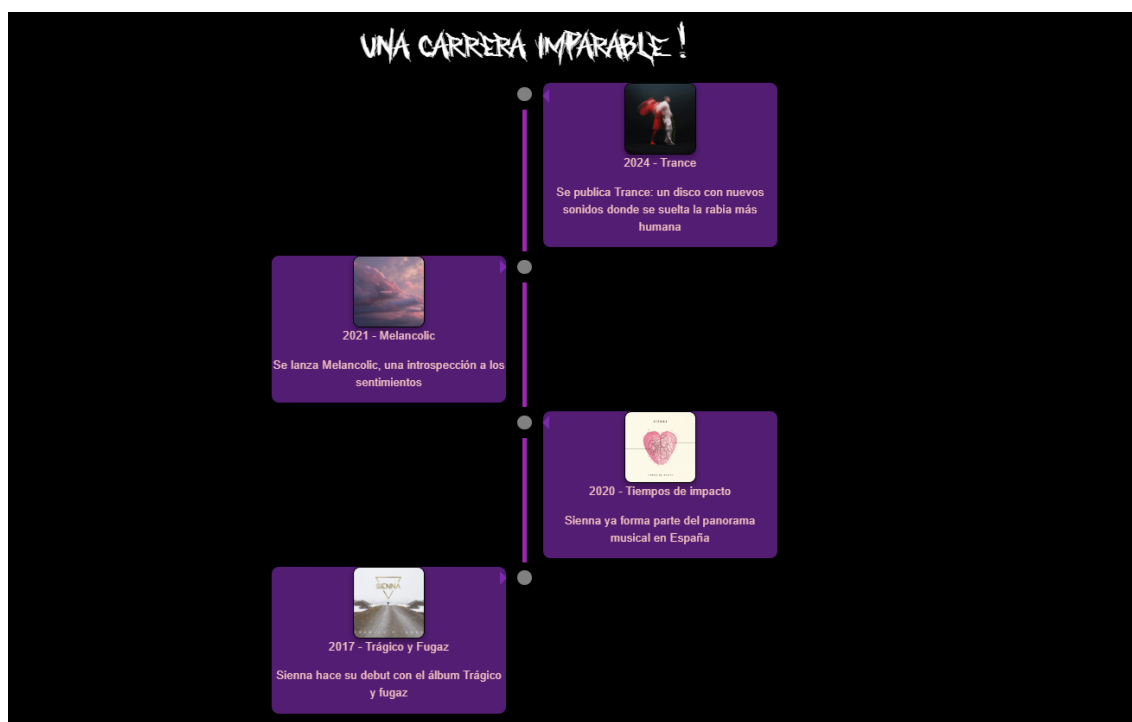 UNA CARRERA IMPARABLE!
2024 - Trance
Se publica Trance: un disco con nuevos
sonidos donde se suelta la rabia más
humana
2021 - Melancolic
Se lanza Melancolic, una introspección a los
sentimientos
SIENNA
2020 - Tiempos de impacto
Sienna ya forma parte del panorama
musical en España
SIENNA
2017 - Trágico y Fugaz
Sienna hace su debut con el álbum Trágico
y fugaz